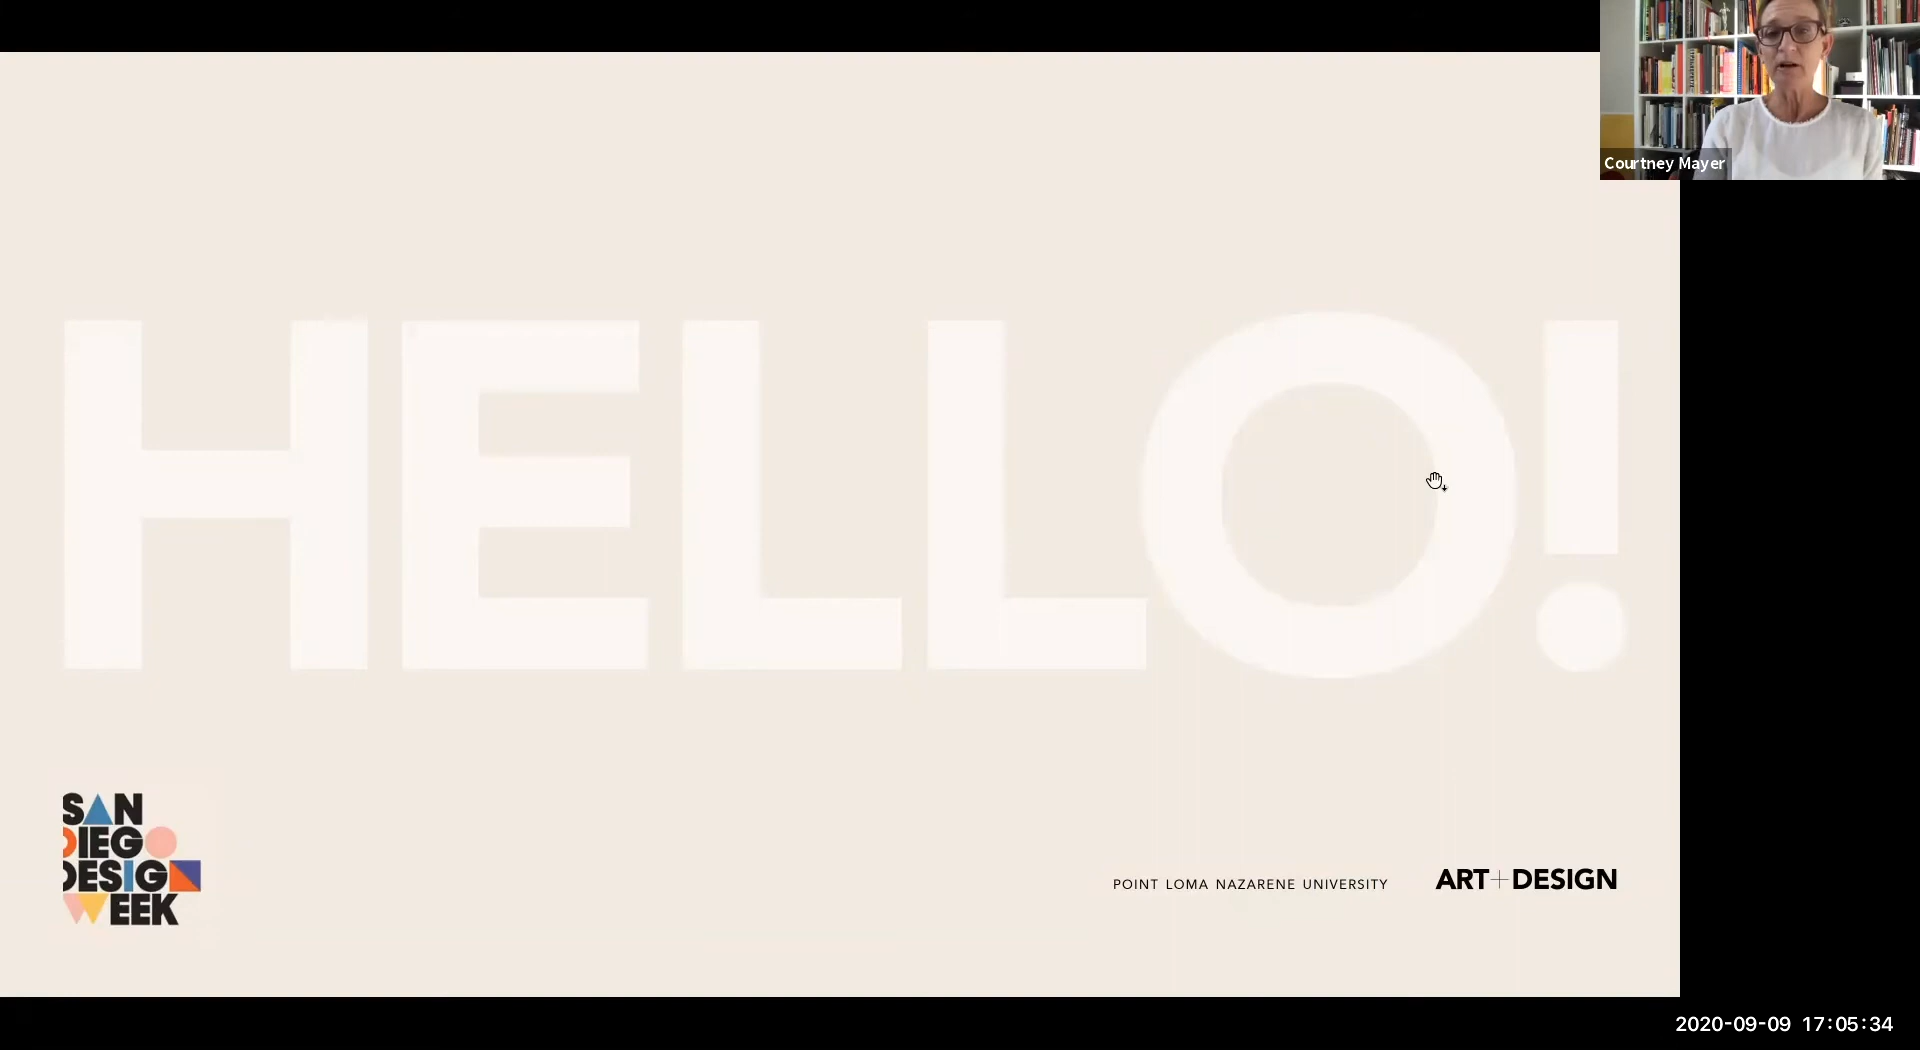 Courtney Mayer
HELLO!
SAN
DIEGO
DESIGN
WEEK
POINT LOMA NAZARENE UNIVERSITY
ART+DESIGN
2020-09-09 17:05:34